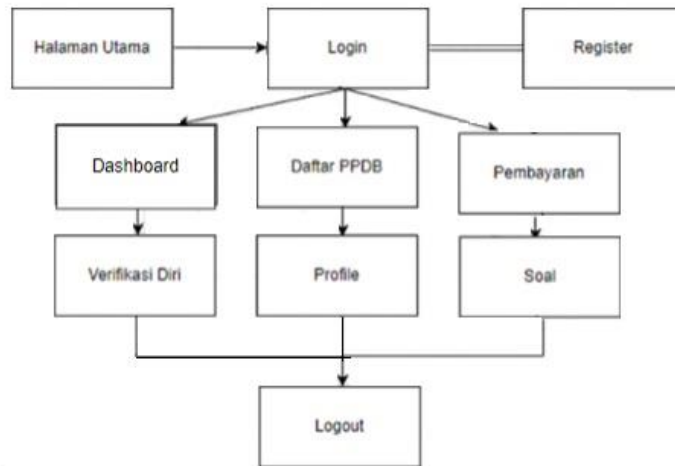 Halaman Utama
Login
Register
Dashboard
Daftar PPDB
Pembayaran
Verifikasi Diri
Profile
Soal
Logout